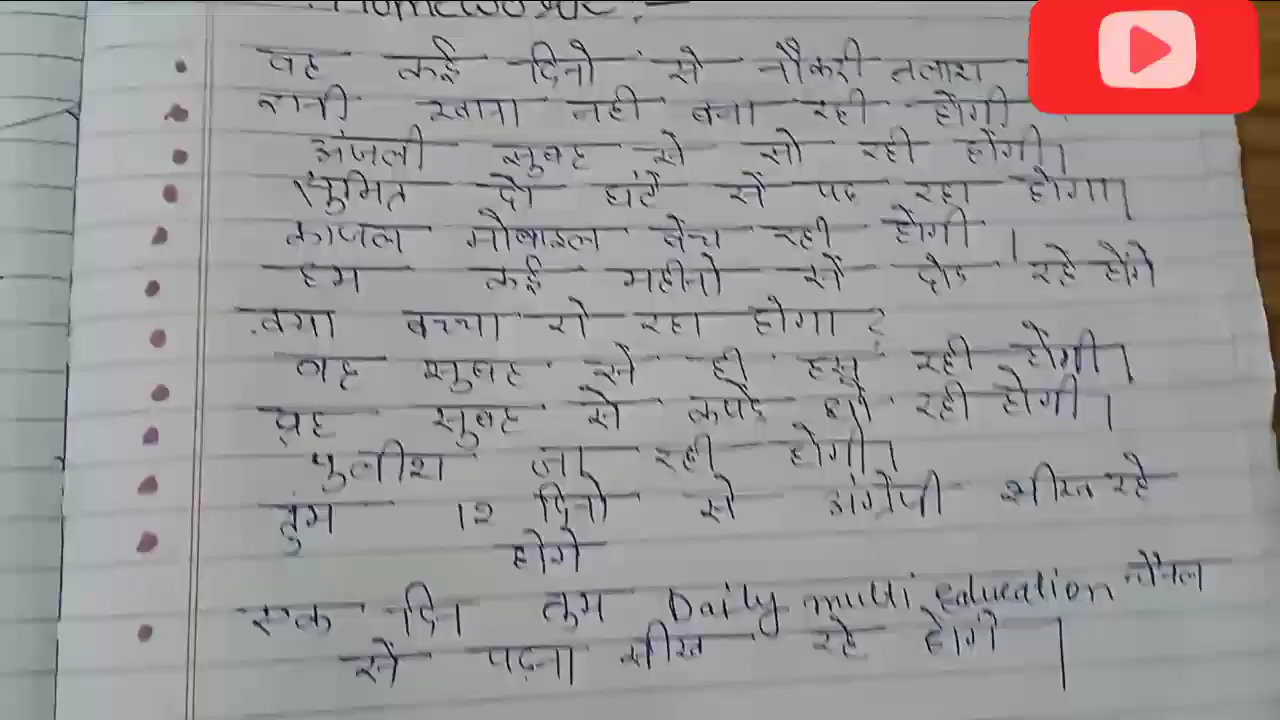 Homework :-
वह कई दिनो से नौकरी तलाश
रानी खाना नही बना रही होगी
अंजली सुबह से सो रही होंगी।
सुमित दो घंटे से पढ रहा होगा।
काजल मोबाइल बेच रही होगी ।
हम कई महीनो से दौड रहे होंगे
क्या बच्चा रो रहा होगा ?
वह सुबह से ही हस रही होंगी।
वह सुबह से कपडे धो रही होगी ।
पुलीश जा रही होगी।
तुम 12 दिनो से अंग्रेजी सीख रहे
होगे
एक दिन तुम Daily multi education चैनल
से पढ़ना सीख रहे होगे ।